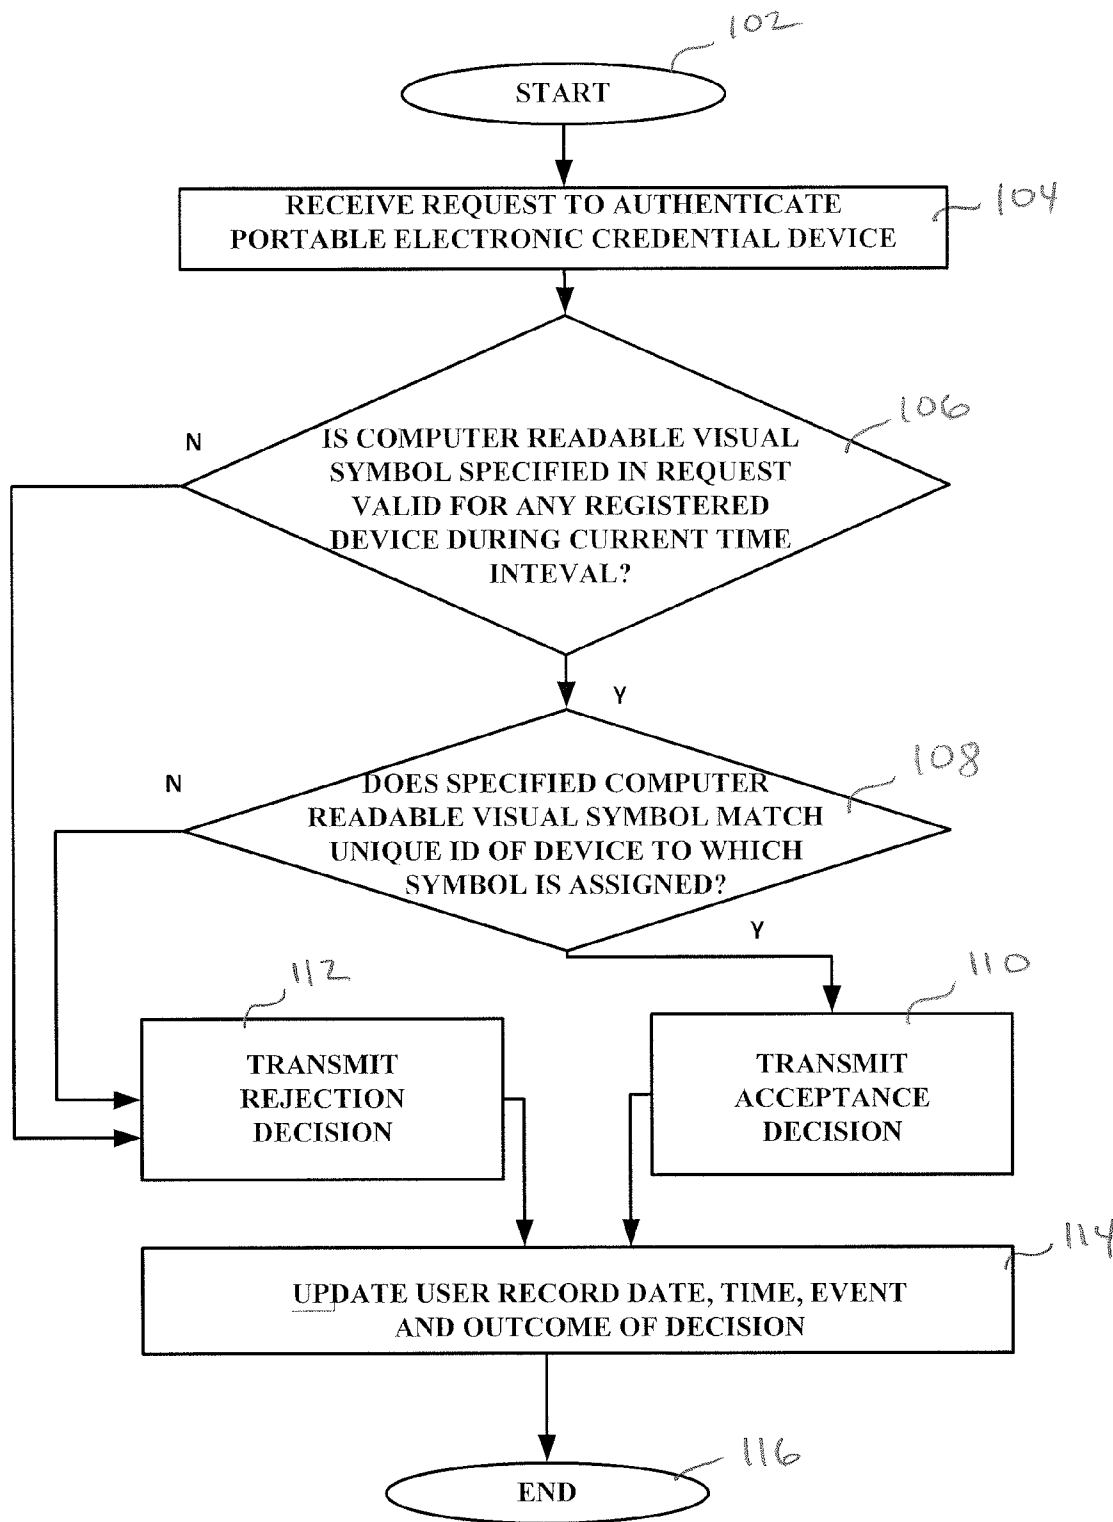 102
START
RECEIVE REQUEST TO AUTHENTICATE
PORTABLE ELECTRONIC CREDENTIAL DEVICE
104
106
N
IS COMPUTER READABLE VISUAL
SYMBOL SPECIFIED IN REQUEST
VALID FOR ANY REGISTERED
DEVICE DURING CURRENT TIME
INTEVAL?
Y
108
N
DOES SPECIFIED COMPUTER
READABLE VISUAL SYMBOL MATCH
UNIQUE ID OF DEVICE TO WHICH
SYMBOL IS ASSIGNED?
Y
112
110
TRANSMIT
REJECTION
DECISION
TRANSMIT
ACCEPTANCE
DECISION
114
UPDATE USER RECORD DATE, TIME, EVENT
AND OUTCOME OF DECISION
116
END